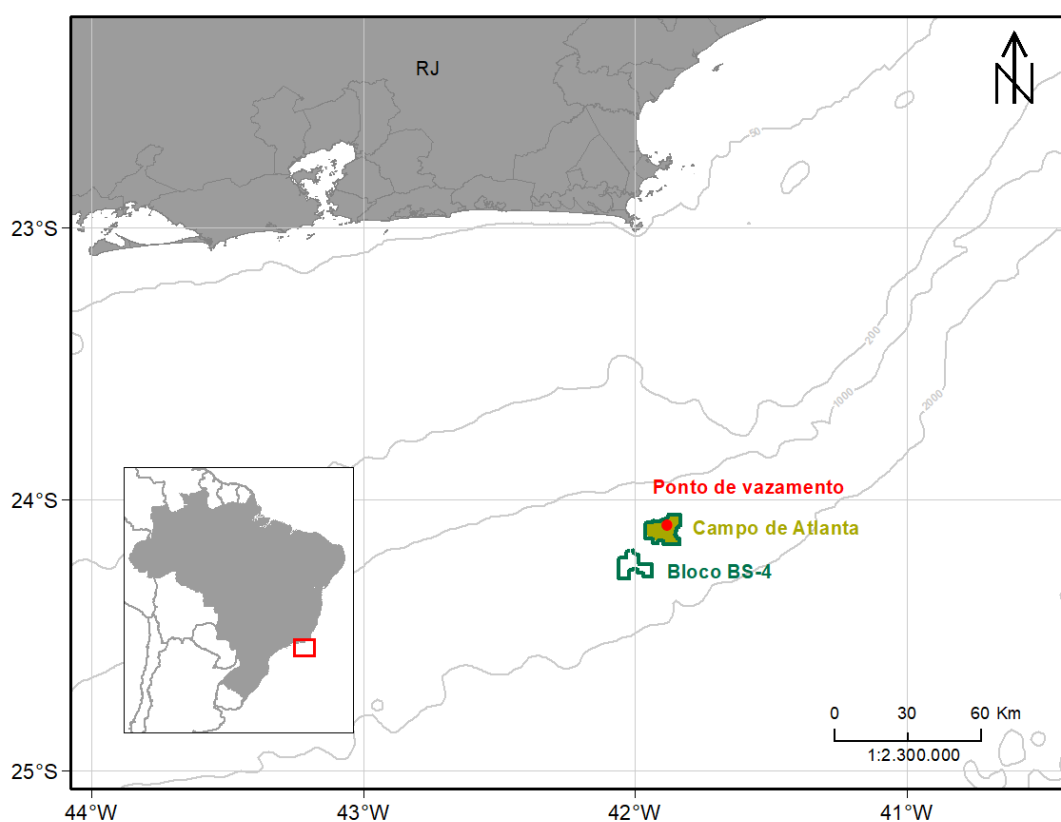 RJ
N
50
23°S
200
1000
2000
24°S
Ponto de vazamento
Campo de Atlanta
Bloco BS-4
0 30 60 Km
1:2.300.000
25°S
44°W 43°W 42°W 41°W